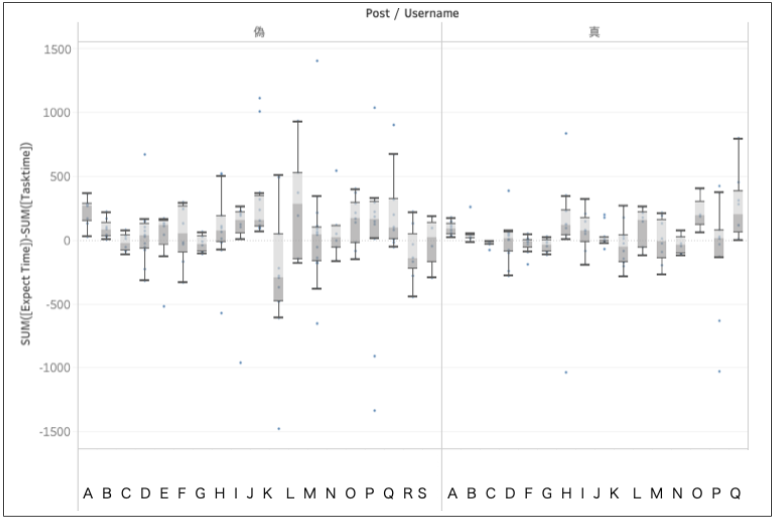 Post / Username
偽 真
SUM([Expect Time])-SUM([Tasktime])
1500
1000
500
0
-500
-1000
-1500
A B C D E F G H I J K L M N O P Q R S A B C D F G H I J K L M N O P Q